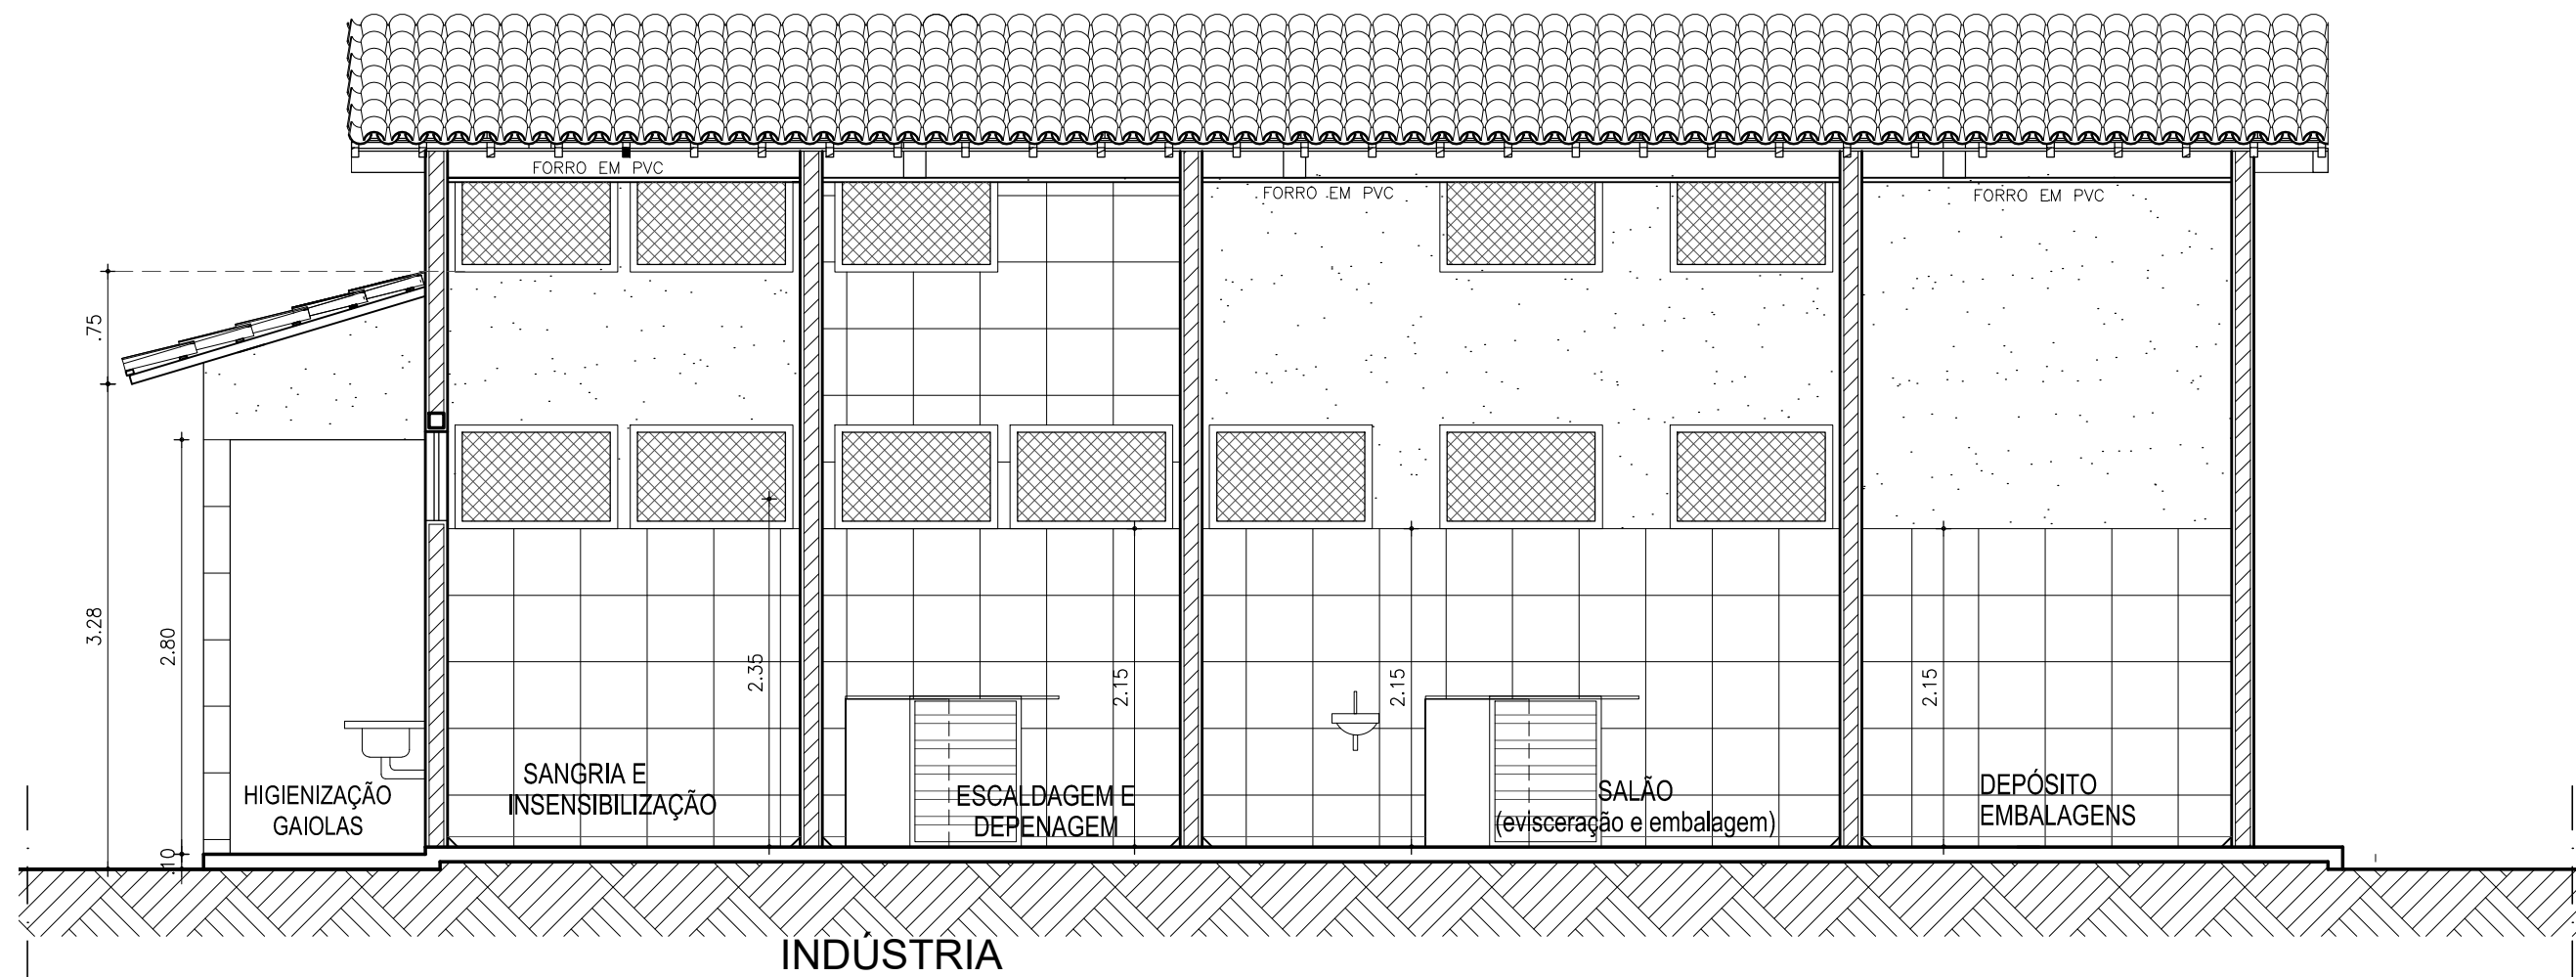 FORRO EM PVC
FORRO EM PVC
FORRO EM PVC
.75
3.28
2.80
.10
2.35
2.15
2.15
2.15
HIGIENIZAÇÃO
GAIOLAS
SANGRIA E
INSENSIBILIZAÇÃO
ESCALDAGEM E
DEPENAGEM
SALÃO
(evisceração e embalagem)
DEPÓSITO
EMBALAGENS
INDÚSTRIA